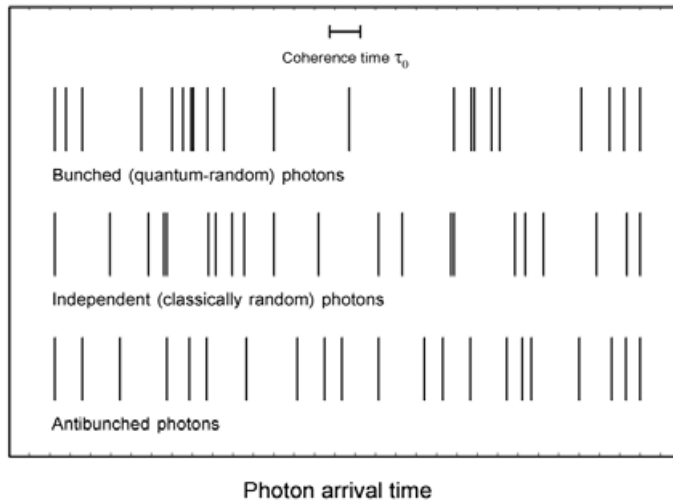 Coherence time τ₀
Bunched (quantum-random) photons
Independent (classically random) photons
Antibunched photons
Photon arrival time